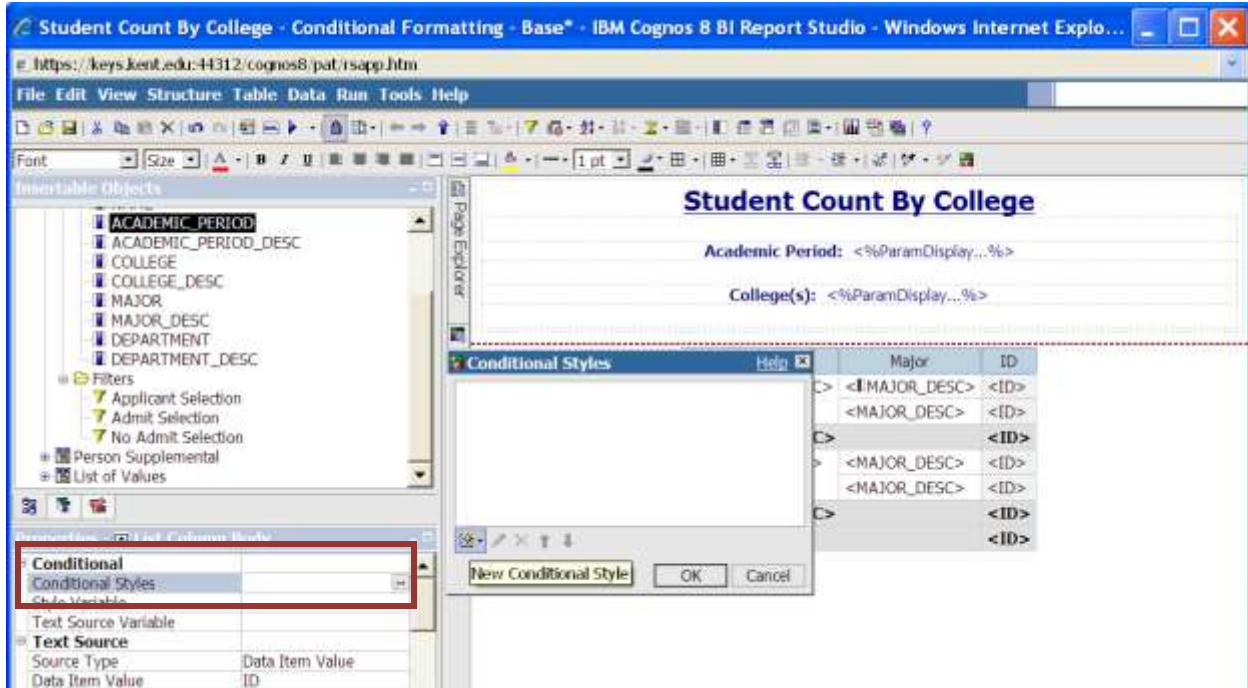 Student Count By College - Conditional Formatting - Base* - IBM Cognos 8 BI Report Studio - Windows Internet Explo...
https://keys.kent.edu:44312/cognos8/pat/rsapp.htm
File Edit View Structure Table Data Run Tools Help
Font Size A B I U 1 pt
Insertable Objects
ACADEMIC_PERIOD
ACADEMIC_PERIOD_DESC
COLLEGE
COLLEGE_DESC
MAJOR
MAJOR_DESC
DEPARTMENT
DEPARTMENT_DESC
Filters
Applicant Selection
Admit Selection
No Admit Selection
Person Supplemental
List of Values
Properties - List Column Body
Conditional
Conditional Styles
Style Variable
Text Source Variable
Text Source
Source Type Data Item Value
Data Item Value ID
Page Explorer
Student Count By College
Academic Period: <%ParamDisplay...%>
College(s): <%ParamDisplay...%>
Conditional Styles Help
New Conditional Style OK Cancel
Major ID
C> <MAJOR_DESC> <ID>
<MAJOR_DESC> <ID>
C> <ID>
> <MAJOR_DESC> <ID>
<MAJOR_DESC> <ID>
C> <ID>
<ID>